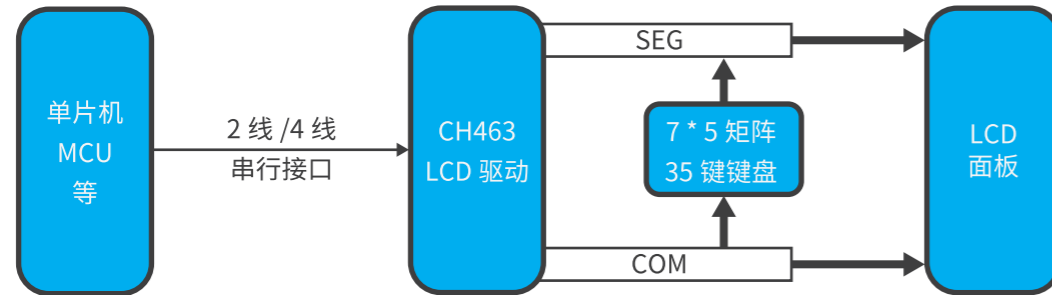 单片机
MCU
等
2 线 /4 线
串行接口
CH463
LCD 驱动
SEG
7 * 5 矩阵
35 键键盘
COM
LCD
面板